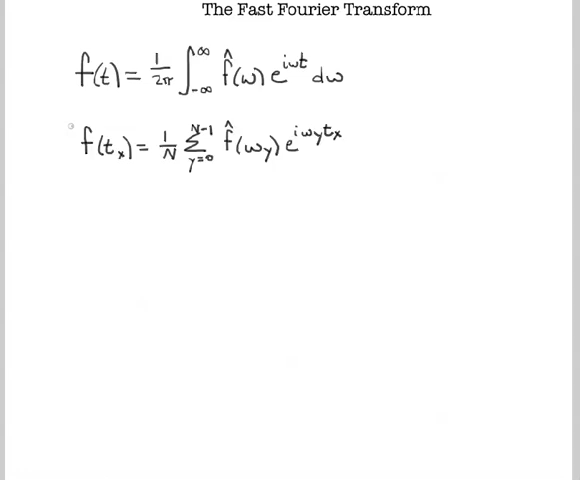 The Fast Fourier Transform
f(t) = 1/2π ∫_{-∞}^{∞} f̂(ω) e^{iωt} dω
f(t_x) = 1/N Σ_{y=0}^{N-1} f̂(ω_y) e^{iω_y t_x}